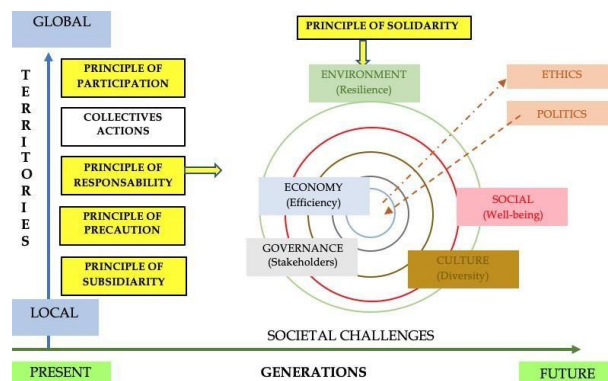 GLOBAL
PRINCIPLE OF SOLIDARITY
TERRITORIES
PRINCIPLE OF
PARTICIPATION
COLLECTIVES
ACTIONS
PRINCIPLE OF
RESPONSABILITY
PRINCIPLE OF
PRECAUTION
PRINCIPLE OF
SUBSIDIARITY
ENVIRONMENT
(Resilience)
ETHICS
POLITICS
ECONOMY
(Efficiency)
SOCIAL
(Well-being)
GOVERNANCE
(Stakeholders)
CULTURE
(Diversity)
LOCAL
SOCIETAL CHALLENGES
PRESENT
GENERATIONS
FUTURE